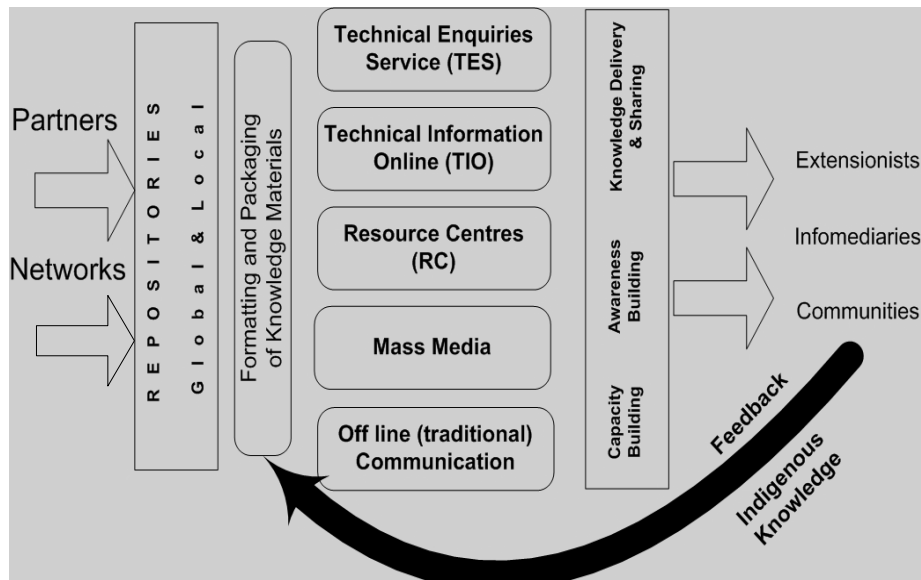 Partners
Networks
REPOSITORIES
Global & Local
Formatting and Packaging
of Knowledge Materials
Technical Enquiries
Service (TES)
Technical Information
Online (TIO)
Resource Centres
(RC)
Mass Media
Off line (traditional)
Communication
Knowledge Delivery
& Sharing
Awareness
Building
Capacity
Building
Extensionists
Infomediaries
Communities
Feedback
Indigenous
Knowledge